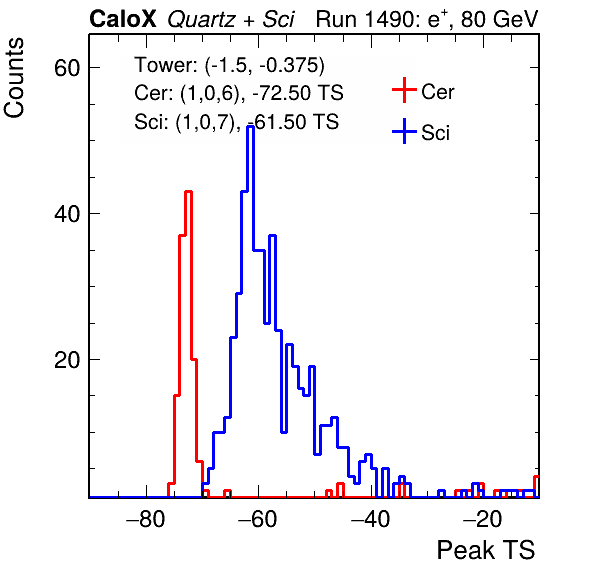 CaloX Quartz + Sci Run 1490: e+, 80 GeV
Counts
Tower: (-1.5, -0.375)
Cer: (1,0,6), -72.50 TS
Sci: (1,0,7), -61.50 TS
Cer
Sci
60
40
20
−80 −60 −40 −20
Peak TS